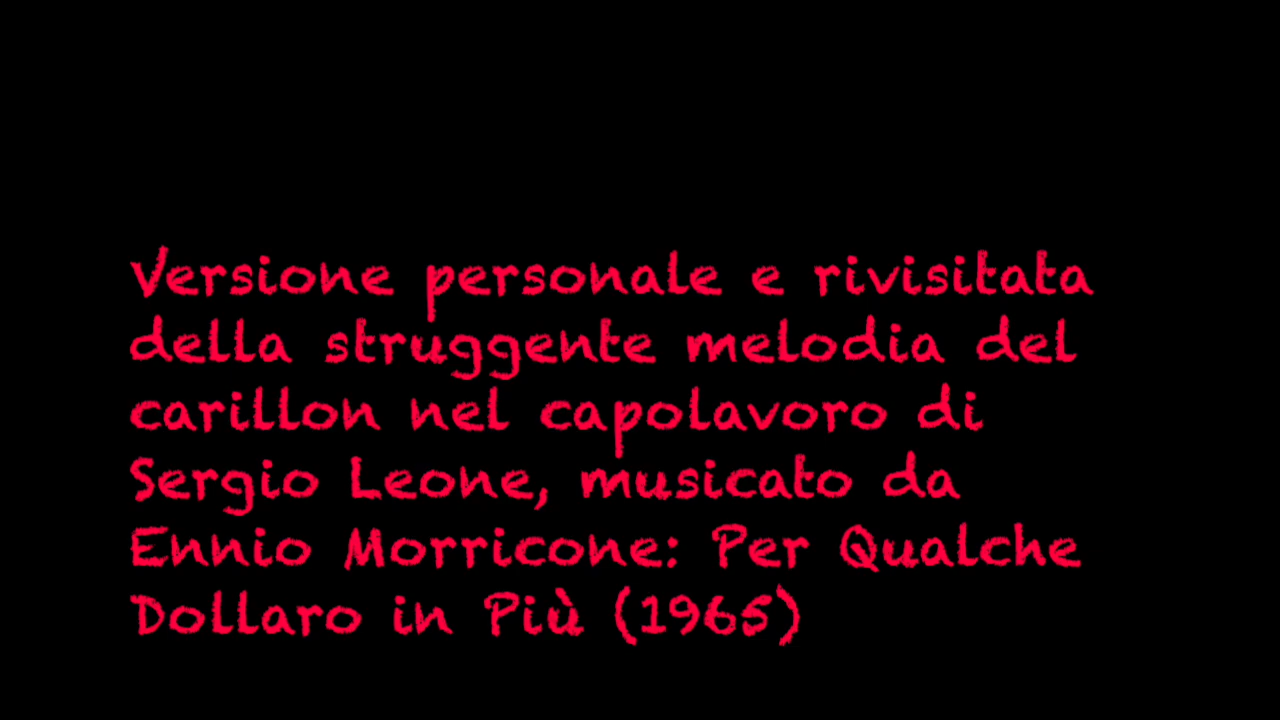 Versione personale e rivisitata
della struggente melodia del
carillon nel capolavoro di
Sergio Leone, musicato da
Ennio Morricone: Per Qualche
Dollaro in Più (1965)